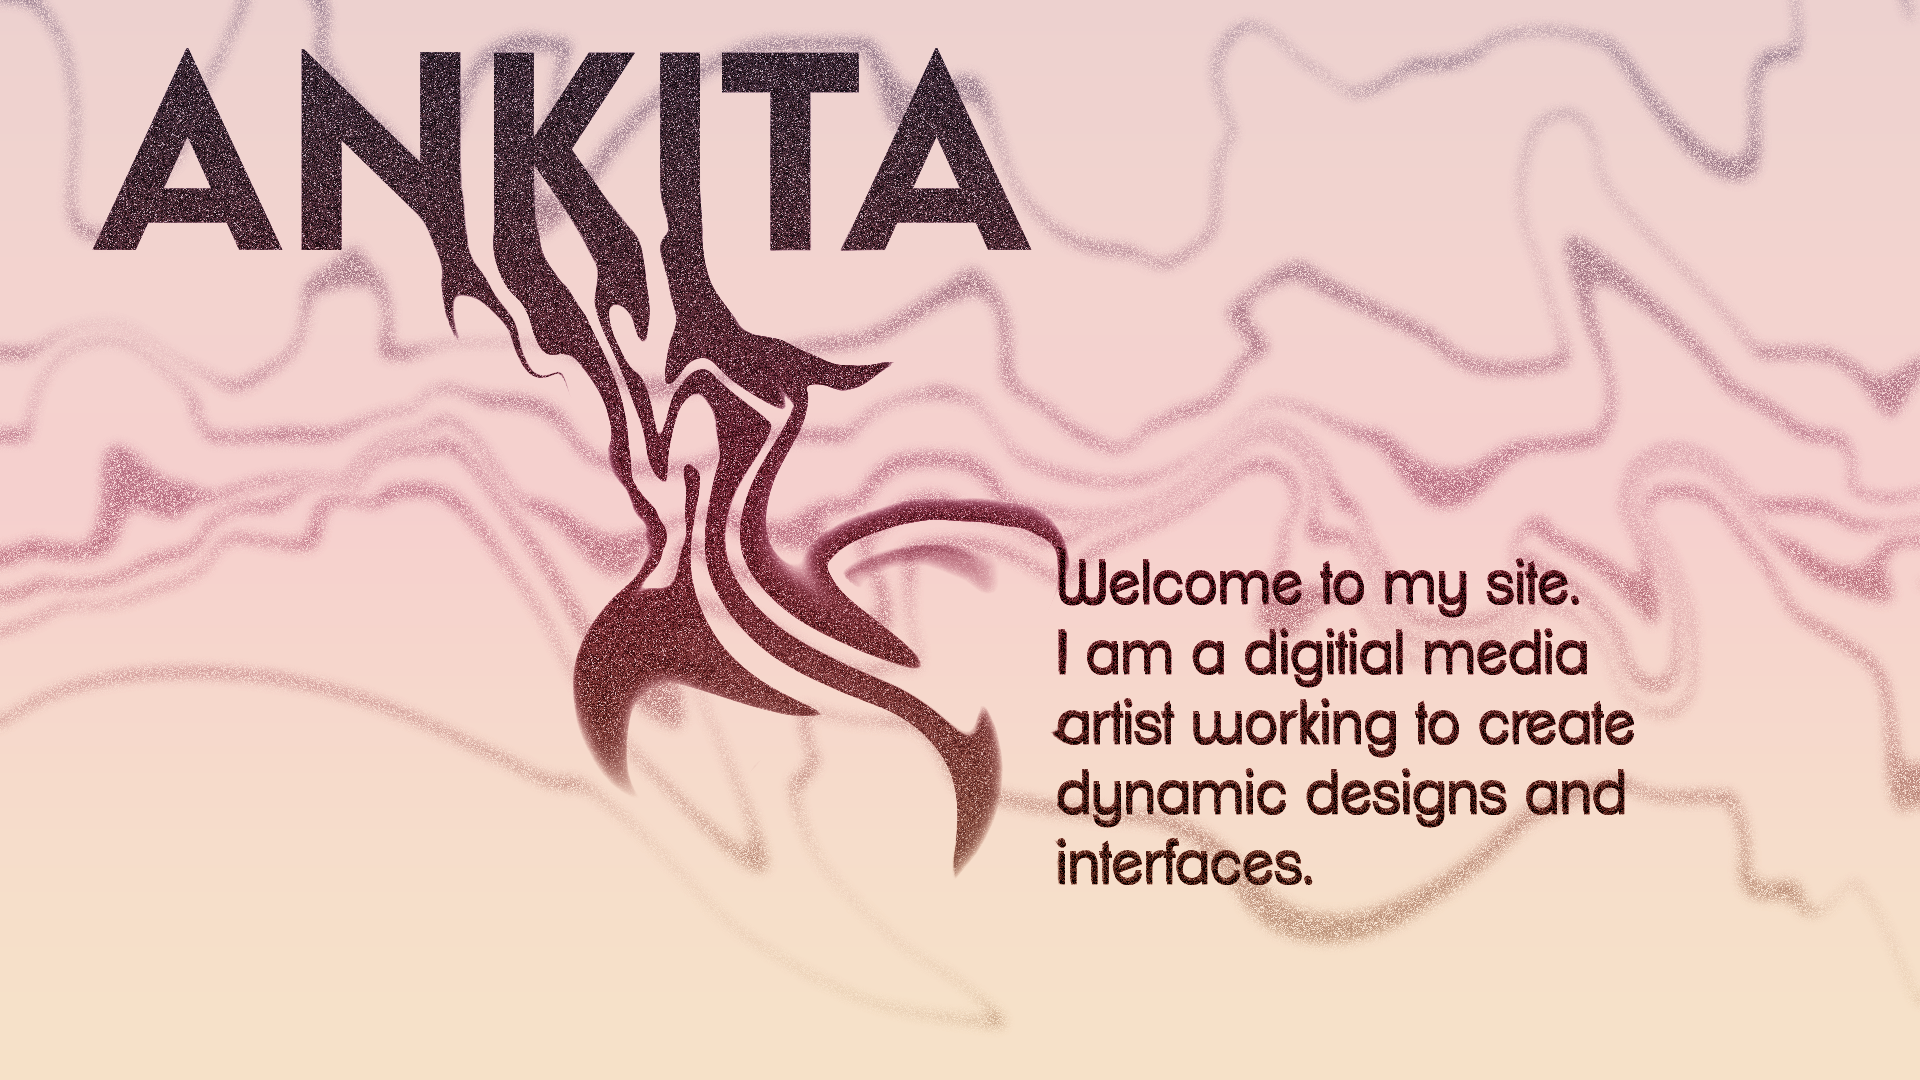 ANKITA
Welcome to my site.
I am a digitial media
artist working to create
dynamic designs and
interfaces.